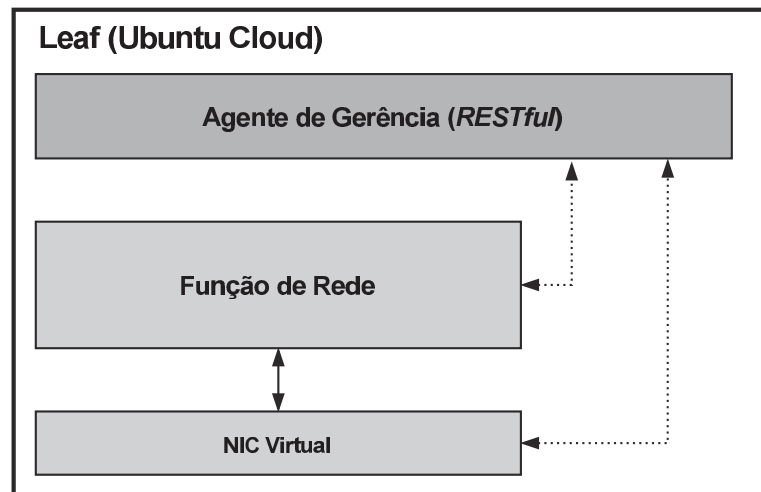 Leaf (Ubuntu Cloud)
Agente de Gerência (RESTful)
Função de Rede
NIC Virtual